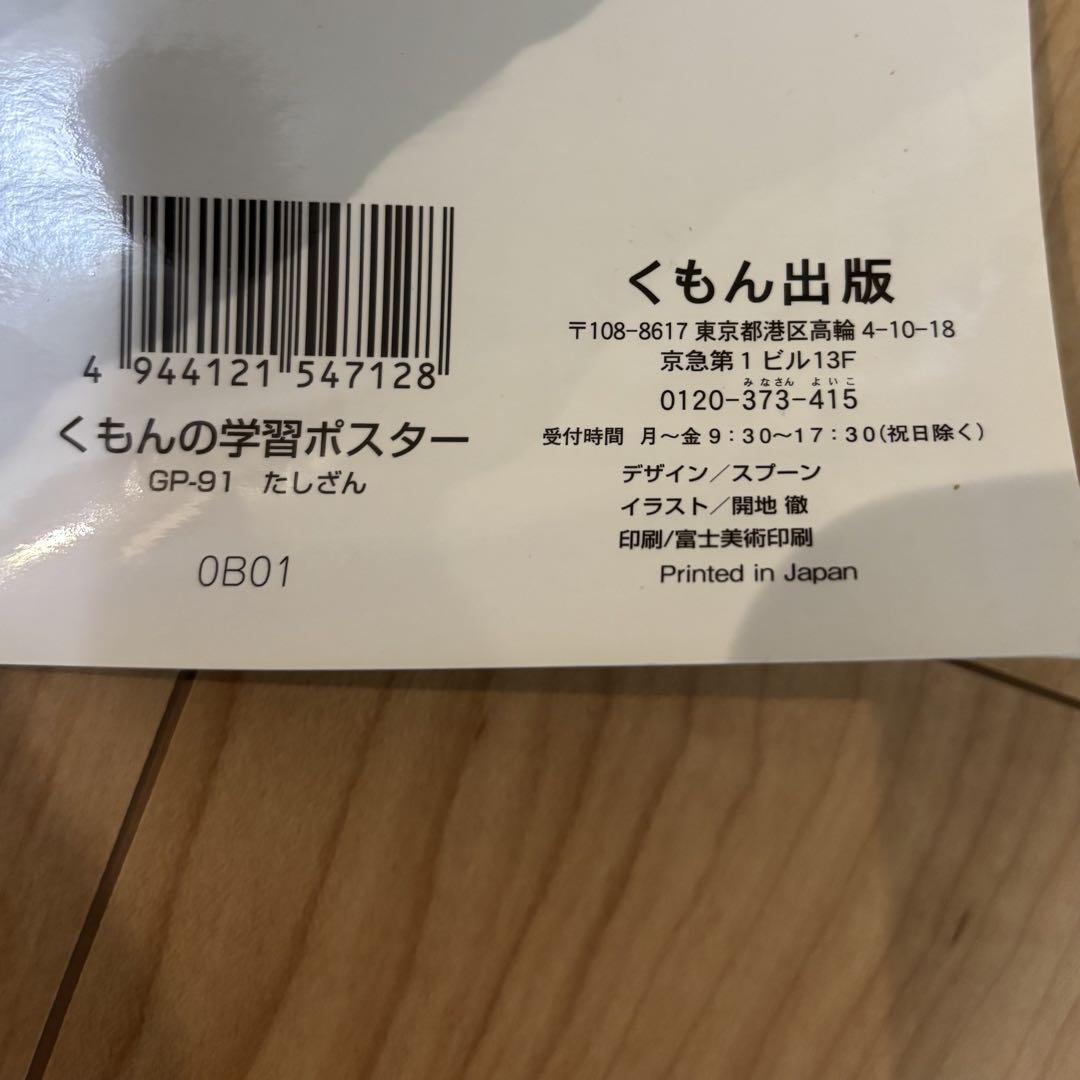 4 944121 547128
くもんの学習ポスター
GP-91 たしざん
0B01
くもん出版
〒108-8617 東京都港区高輪 4-10-18
京急第1ビル13F
みなさん よいこ
0120-373-415
受付時間 月〜金 9:30〜17:30(祝日除く)
デザイン/スプーン
イラスト/開地 徹
印刷/富士美術印刷
Printed in Japan